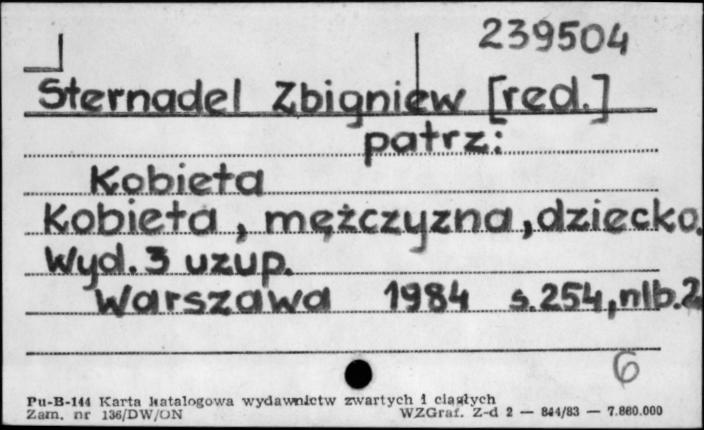 239504
Sternadel Zbigniew [red.]
patrz:
Kobieta
Kobieta, mężczyzna, dziecko.
Wyd. 3 uzup.
Warszawa 1984 s.254, nlb.2
6
Pu-B-144 Karta katalogowa wydawnictw zwartych i ciągłych
Zam. nr 136/DW/ON WZGraf. Z-d 2 — 844/83 — 7.860.000